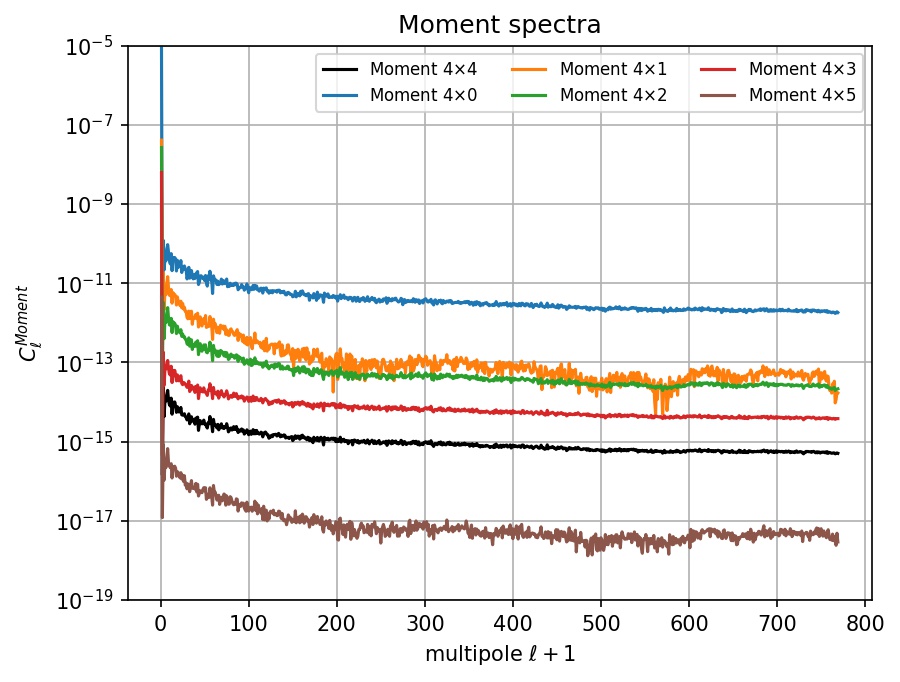 Moment spectra
Moment 4×4
Moment 4×0
Moment 4×1
Moment 4×2
Moment 4×3
Moment 4×5
10⁻⁵
10⁻⁷
10⁻⁹
10⁻¹¹
10⁻¹³
10⁻¹⁵
10⁻¹⁷
10⁻¹⁹
C_ℓ^Moment
0 100 200 300 400 500 600 700 800
multipole ℓ + 1